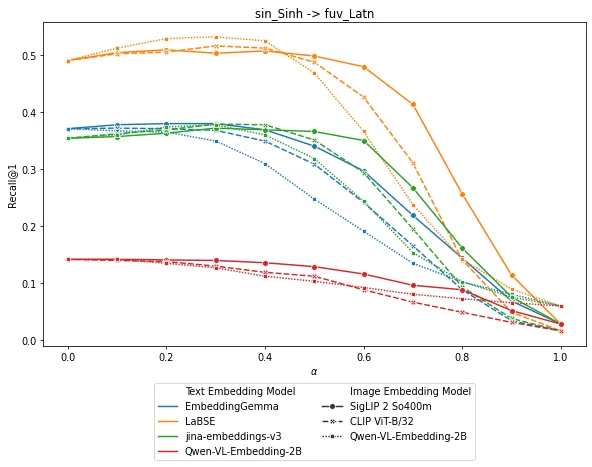 sin_Sinh -> fuv_Latn
0.5
0.4
0.3
0.2
0.1
0.0
Recall@1
0.0 0.2 0.4 0.6 0.8 1.0
α
Text Embedding Model Image Embedding Model
EmbeddingGemma SigLIP 2 So400m
LaBSE CLIP ViT-B/32
jina-embeddings-v3 Qwen-VL-Embedding-2B
Qwen-VL-Embedding-2B